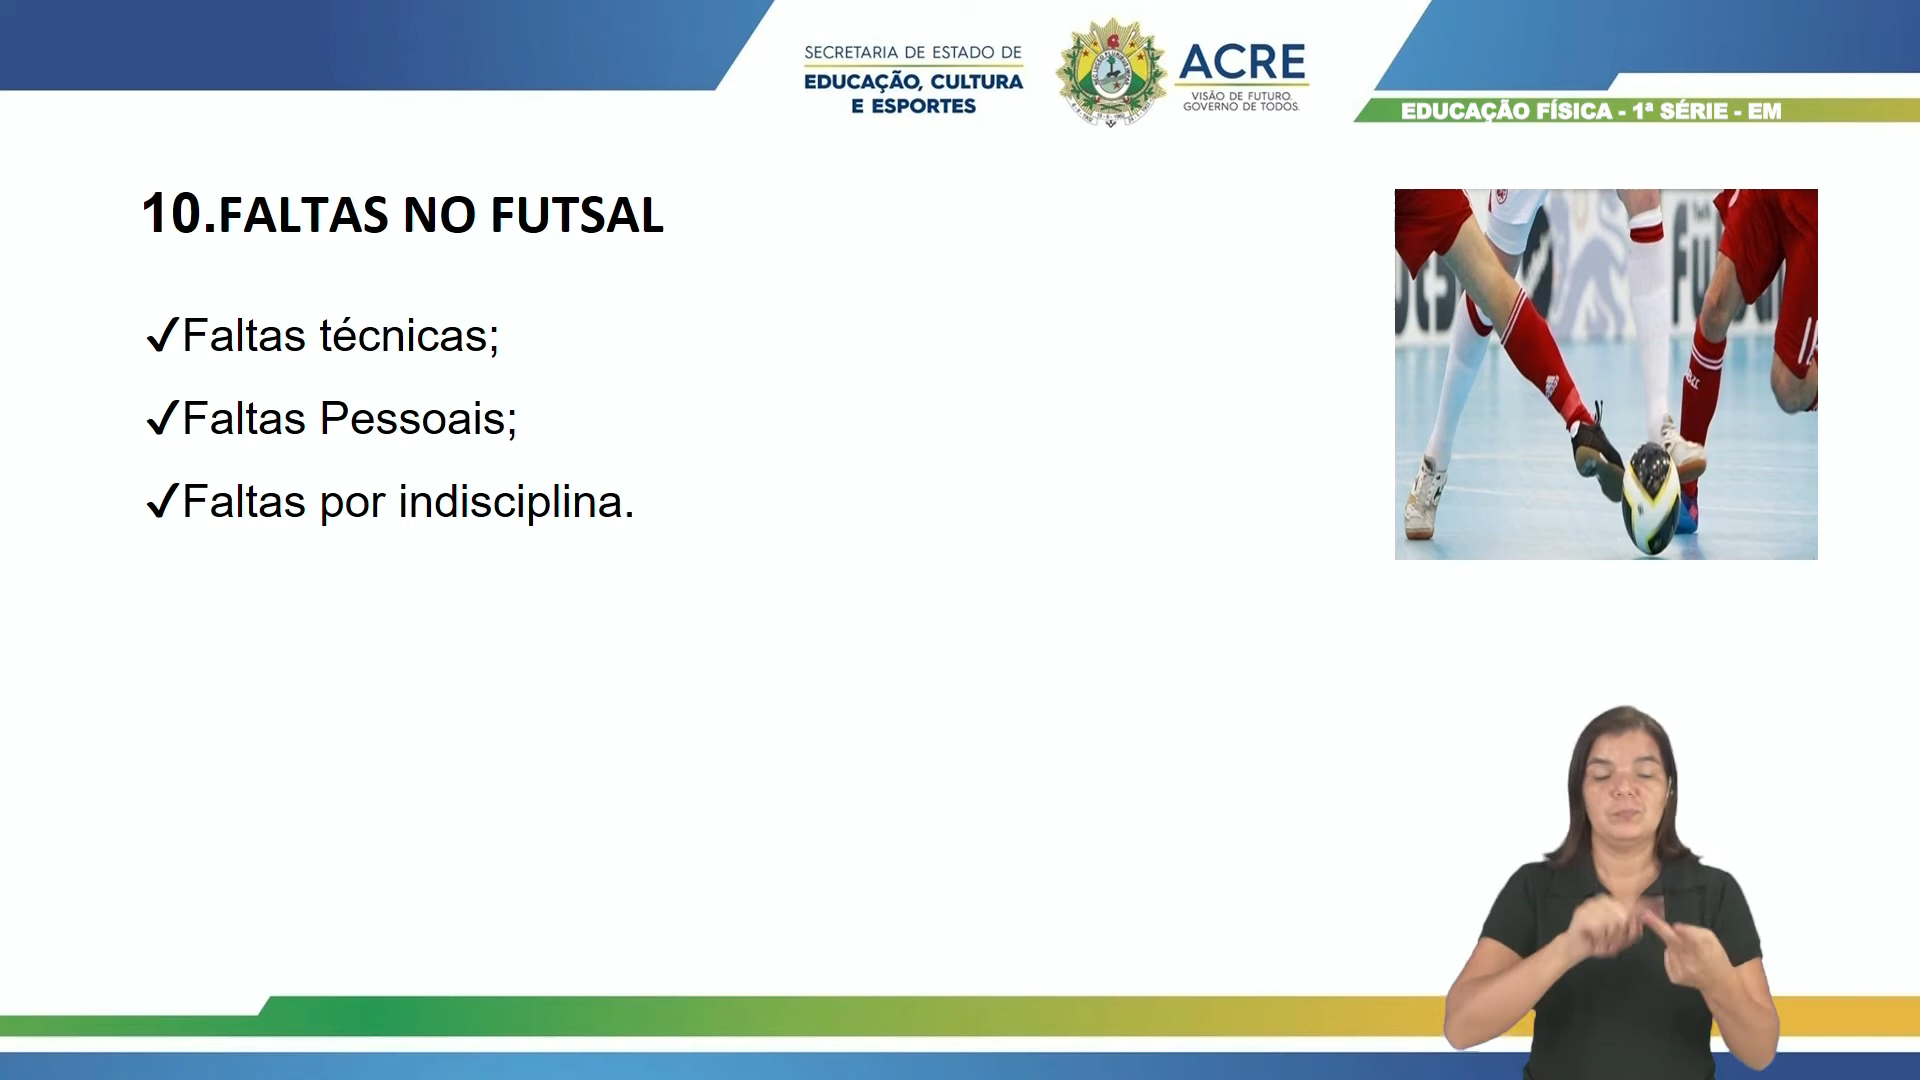 SECRETARIA DE ESTADO DE
EDUCAÇÃO, CULTURA
E ESPORTES
ACRE
VISÃO DE FUTURO.
GOVERNO DE TODOS.
EDUCAÇÃO FÍSICA - 1ª SÉRIE - EM
10.FALTAS NO FUTSAL
✓Faltas técnicas;
✓Faltas Pessoais;
✓Faltas por indisciplina.